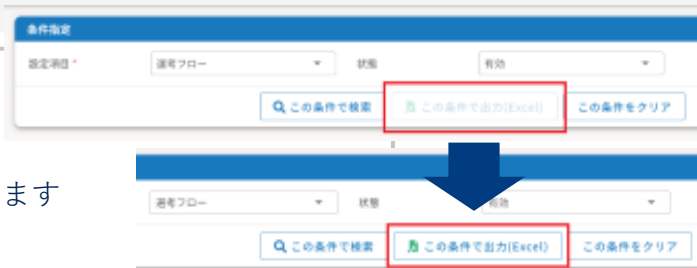 条件指定
設定項目 * 選考フロー 状態 有効
この条件で検索 この条件で出力(Excel) この条件をクリア
ます
選考フロー 状態 有効
この条件で検索 この条件で出力(Excel) この条件をクリア